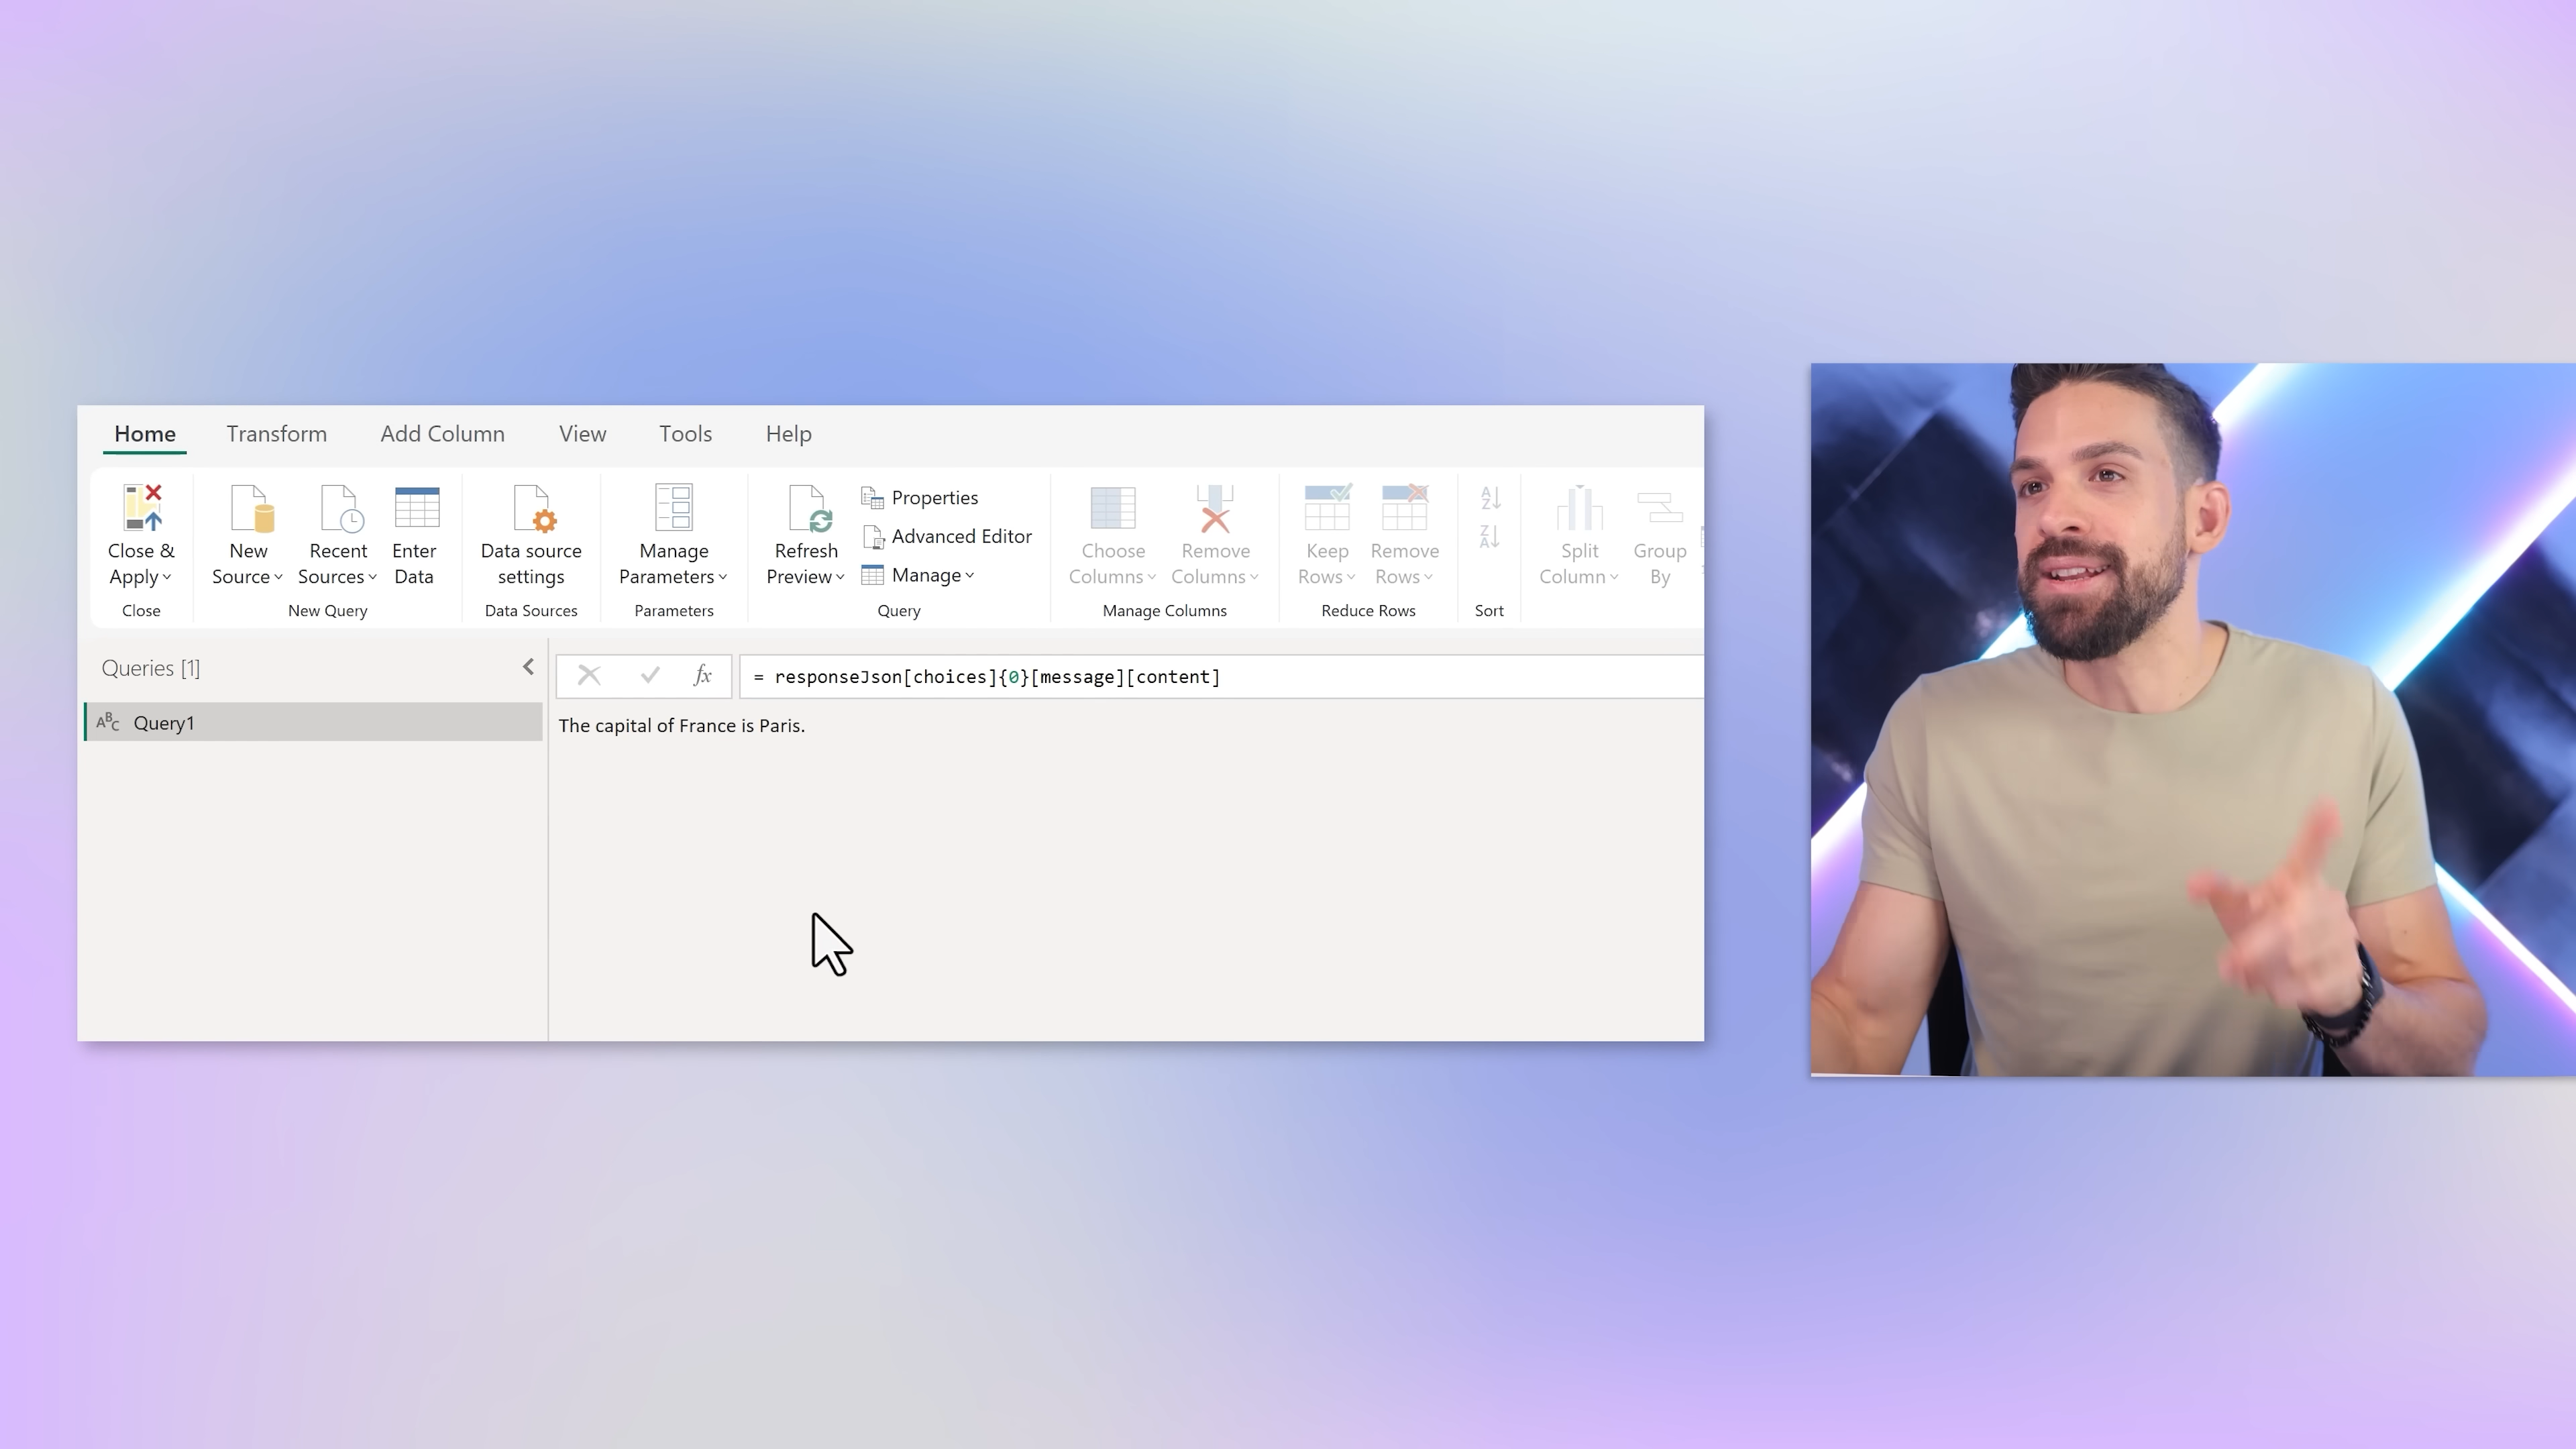 Home Transform Add Column View Tools Help
Close & Apply
New Source
Recent Sources
Enter Data
Data source settings
Manage Parameters
Refresh Preview
Properties
Advanced Editor
Manage
Choose Columns
Remove Columns
Keep Rows
Remove Rows
A
Z
Z
A
Split Column
Group By
Close New Query Data Sources Parameters Query Manage Columns Reduce Rows Sort
Queries [1]
fx
= responseJson[choices]{0}[message][content]
ABC Query1
The capital of France is Paris.